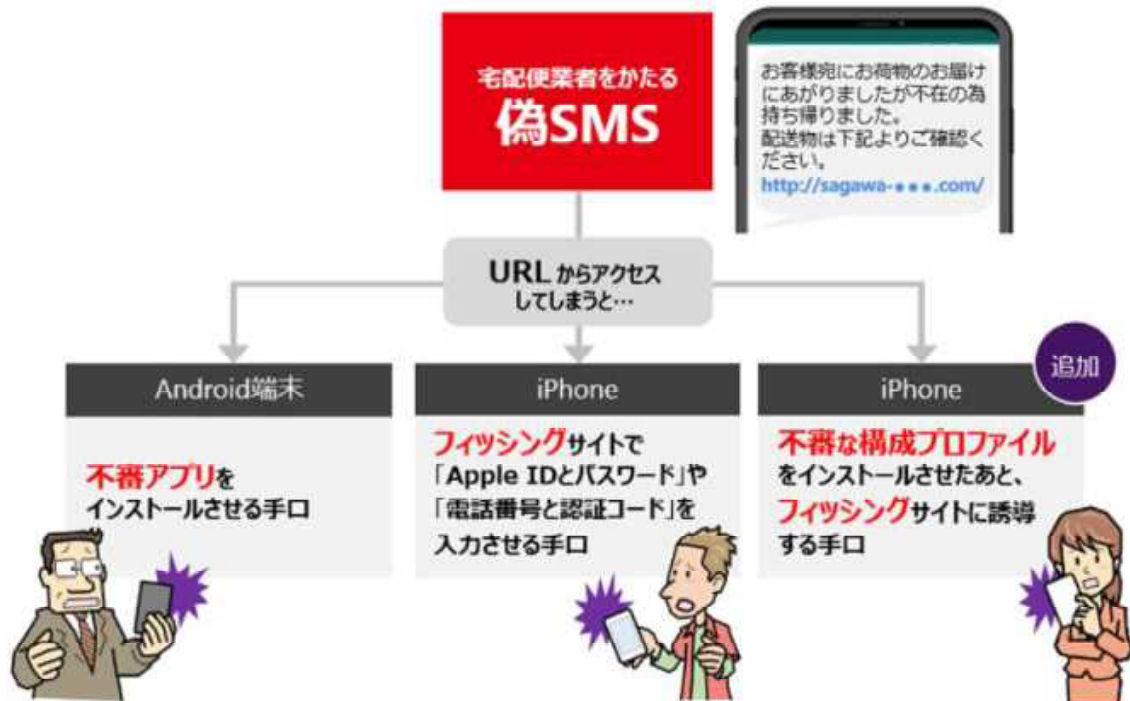 宅配便業者をかたる
偽SMS
お客様宛にお荷物のお届け
にあがりましたが不在の為
持ち帰りました。
配送物は下記よりご確認く
ださい。
http://sagawa-●●●.com/
URLからアクセス
してしまうと…
追加
Android端末
不審アプリを
インストールさせる手口
iPhone
フィッシングサイトで
「Apple IDとパスワード」や
「電話番号と認証コード」を
入力させる手口
iPhone
不審な構成プロファイル
をインストールさせたあと、
フィッシングサイトに誘導
する手口